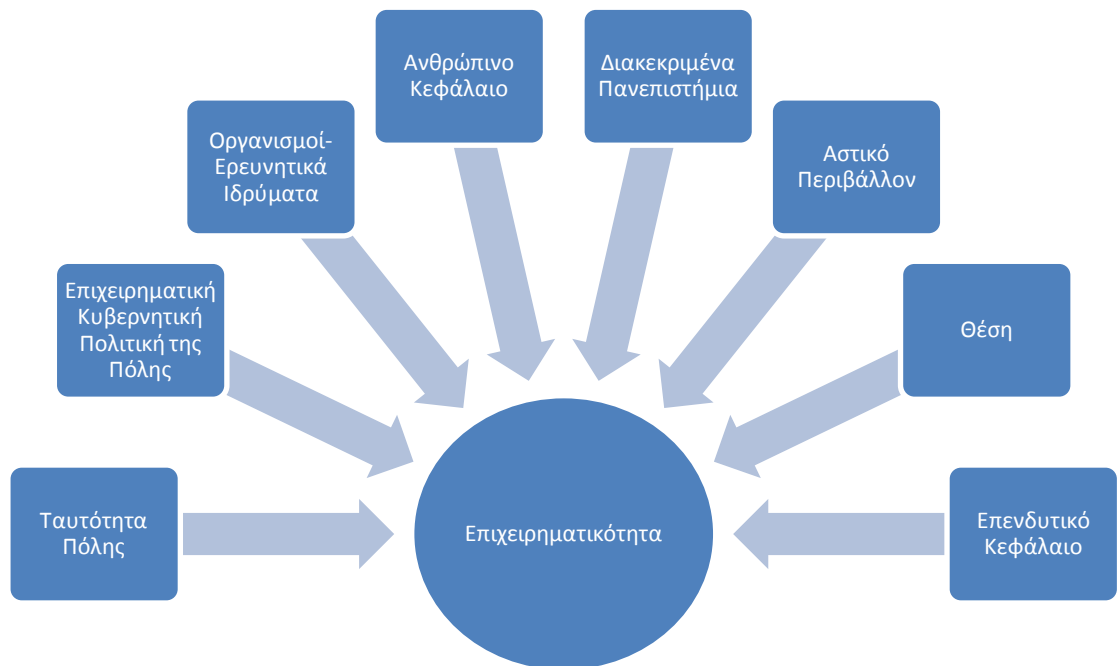 Ανθρώπινο
Κεφάλαιο
Διακεκριμένα
Πανεπιστήμια
Οργανισμοί-
Ερευνητικά
Ιδρύματα
Αστικό
Περιβάλλον
Επιχειρηματική
Κυβερνητική
Πολιτική της
Πόλης
Θέση
Ταυτότητα
Πόλης
Επιχειρηματικότητα
Επενδυτικό
Κεφάλαιο